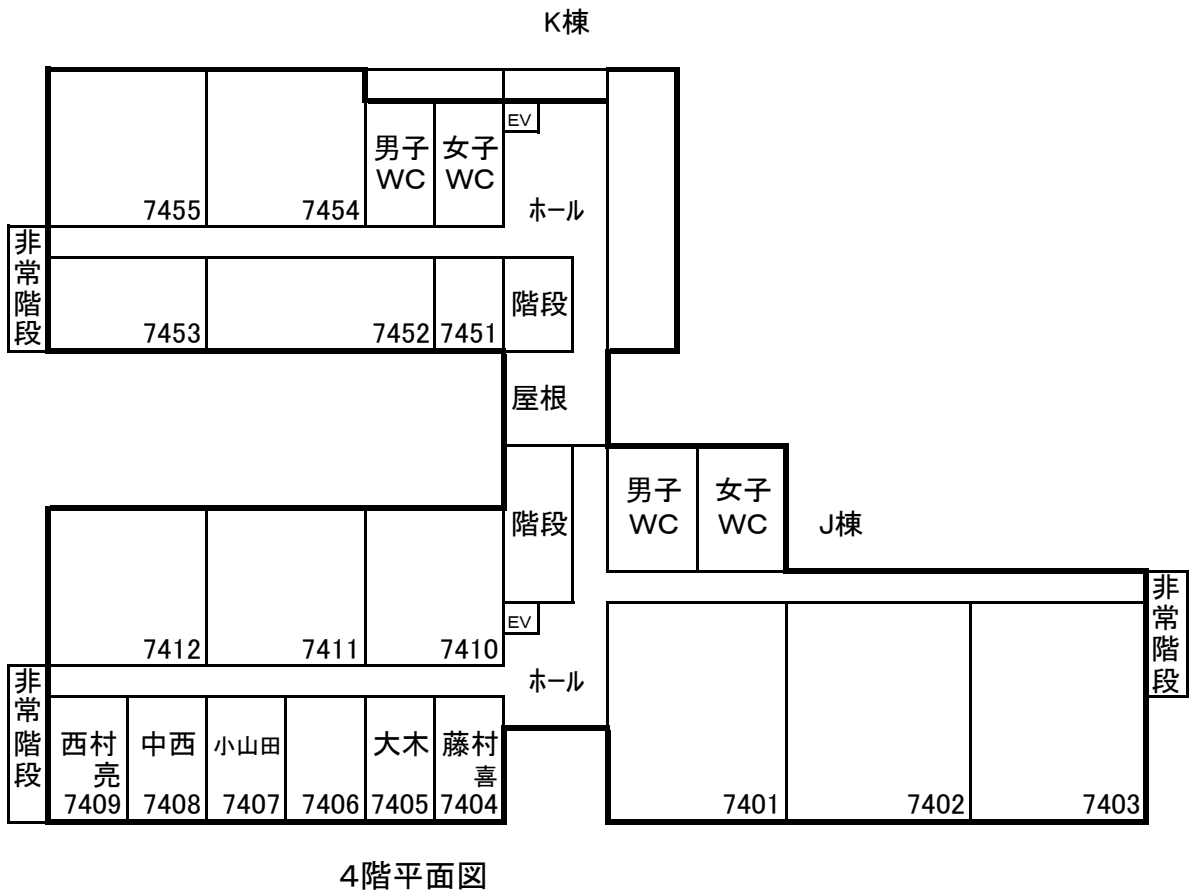 K棟
EV
男子
WC
女子
WC
ホール
7455
7454
非常階段
階段
7453
7452
7451
屋根
男子
WC
女子
WC
階段
J棟
非常階段
EV
7412
7411
7410
ホール
非常階段
西村
亮
7409
中西
7408
小山田
7407
7406
大木
7405
藤村
喜
7404
7401
7402
7403
4階平面図